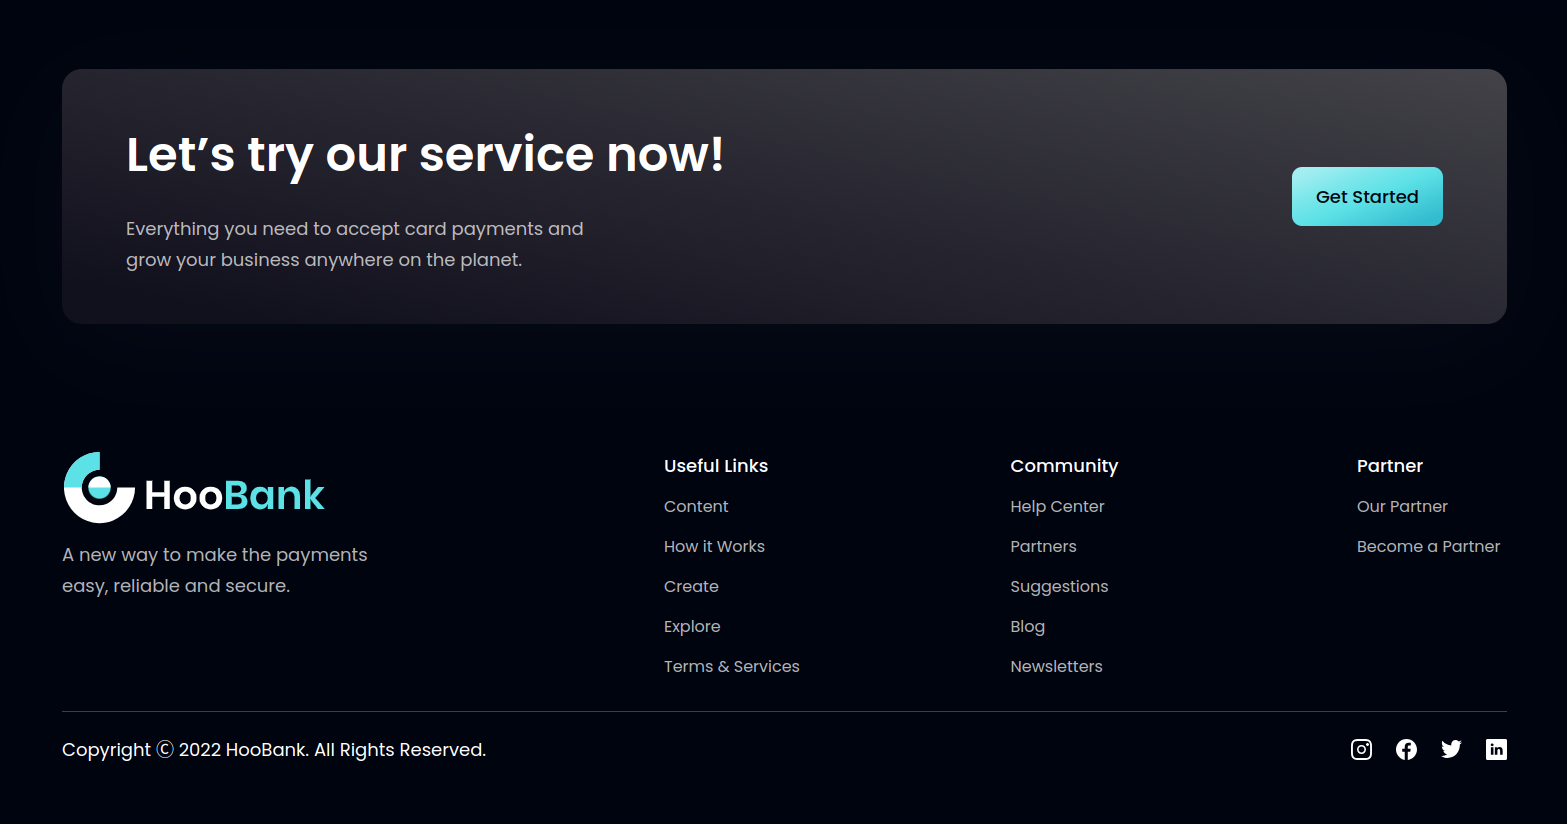 Let’s try our service now!
Everything you need to accept card payments and
grow your business anywhere on the planet.
Get Started
HooBank
A new way to make the payments
easy, reliable and secure.
Useful Links
Content
How it Works
Create
Explore
Terms & Services
Community
Help Center
Partners
Suggestions
Blog
Newsletters
Partner
Our Partner
Become a Partner
Copyright Ⓒ 2022 HooBank. All Rights Reserved.